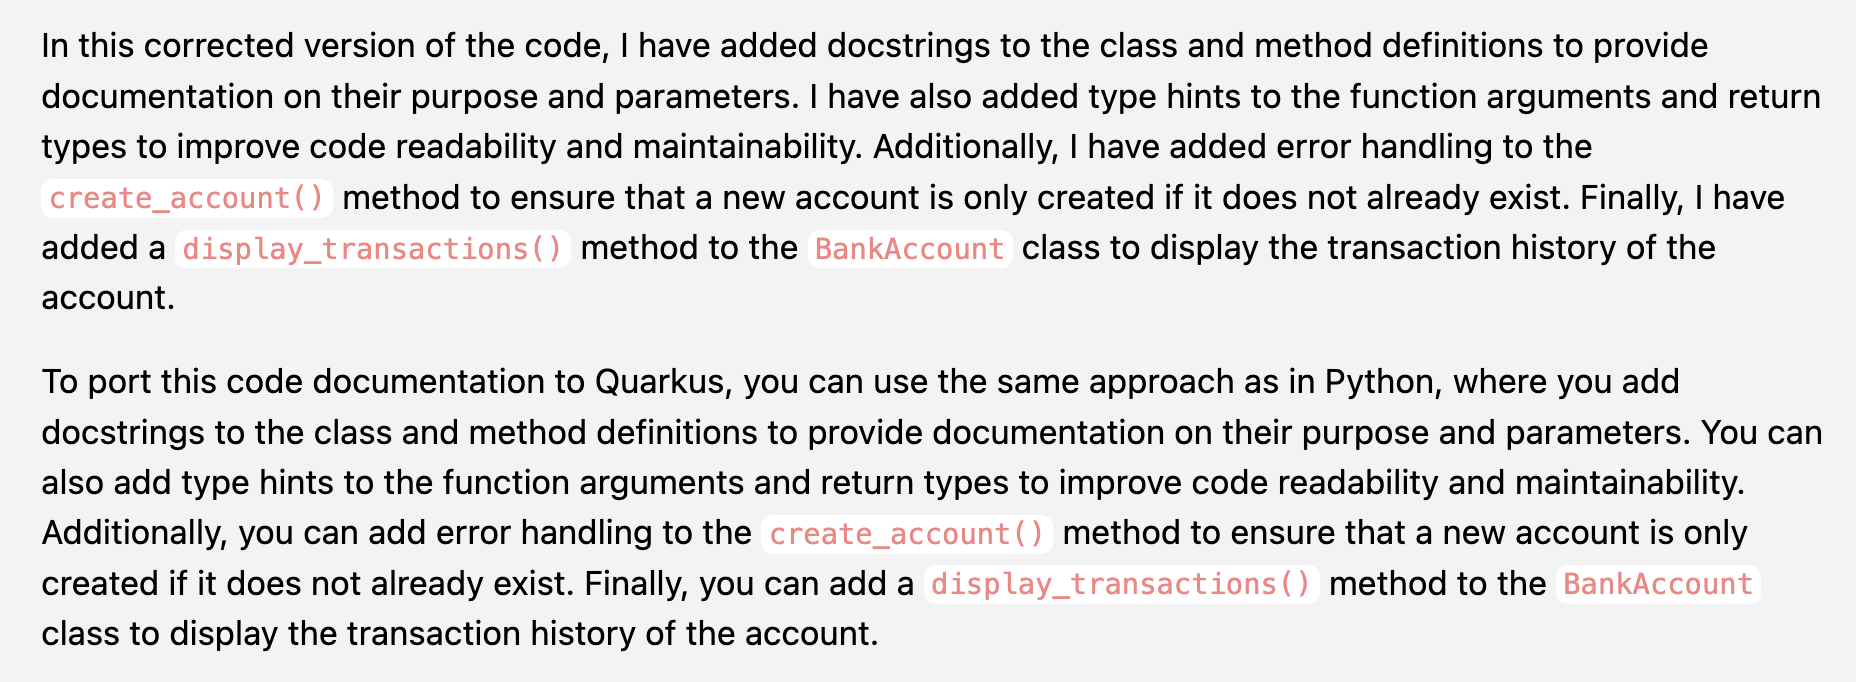 In this corrected version of the code, I have added docstrings to the class and method definitions to provide
documentation on their purpose and parameters. I have also added type hints to the function arguments and return
types to improve code readability and maintainability. Additionally, I have added error handling to the
create_account() method to ensure that a new account is only created if it does not already exist. Finally, I have
added a display_transactions() method to the BankAccount class to display the transaction history of the
account.
To port this code documentation to Quarkus, you can use the same approach as in Python, where you add
docstrings to the class and method definitions to provide documentation on their purpose and parameters. You can
also add type hints to the function arguments and return types to improve code readability and maintainability.
Additionally, you can add error handling to the create_account() method to ensure that a new account is only
created if it does not already exist. Finally, you can add a display_transactions() method to the BankAccount
class to display the transaction history of the account.